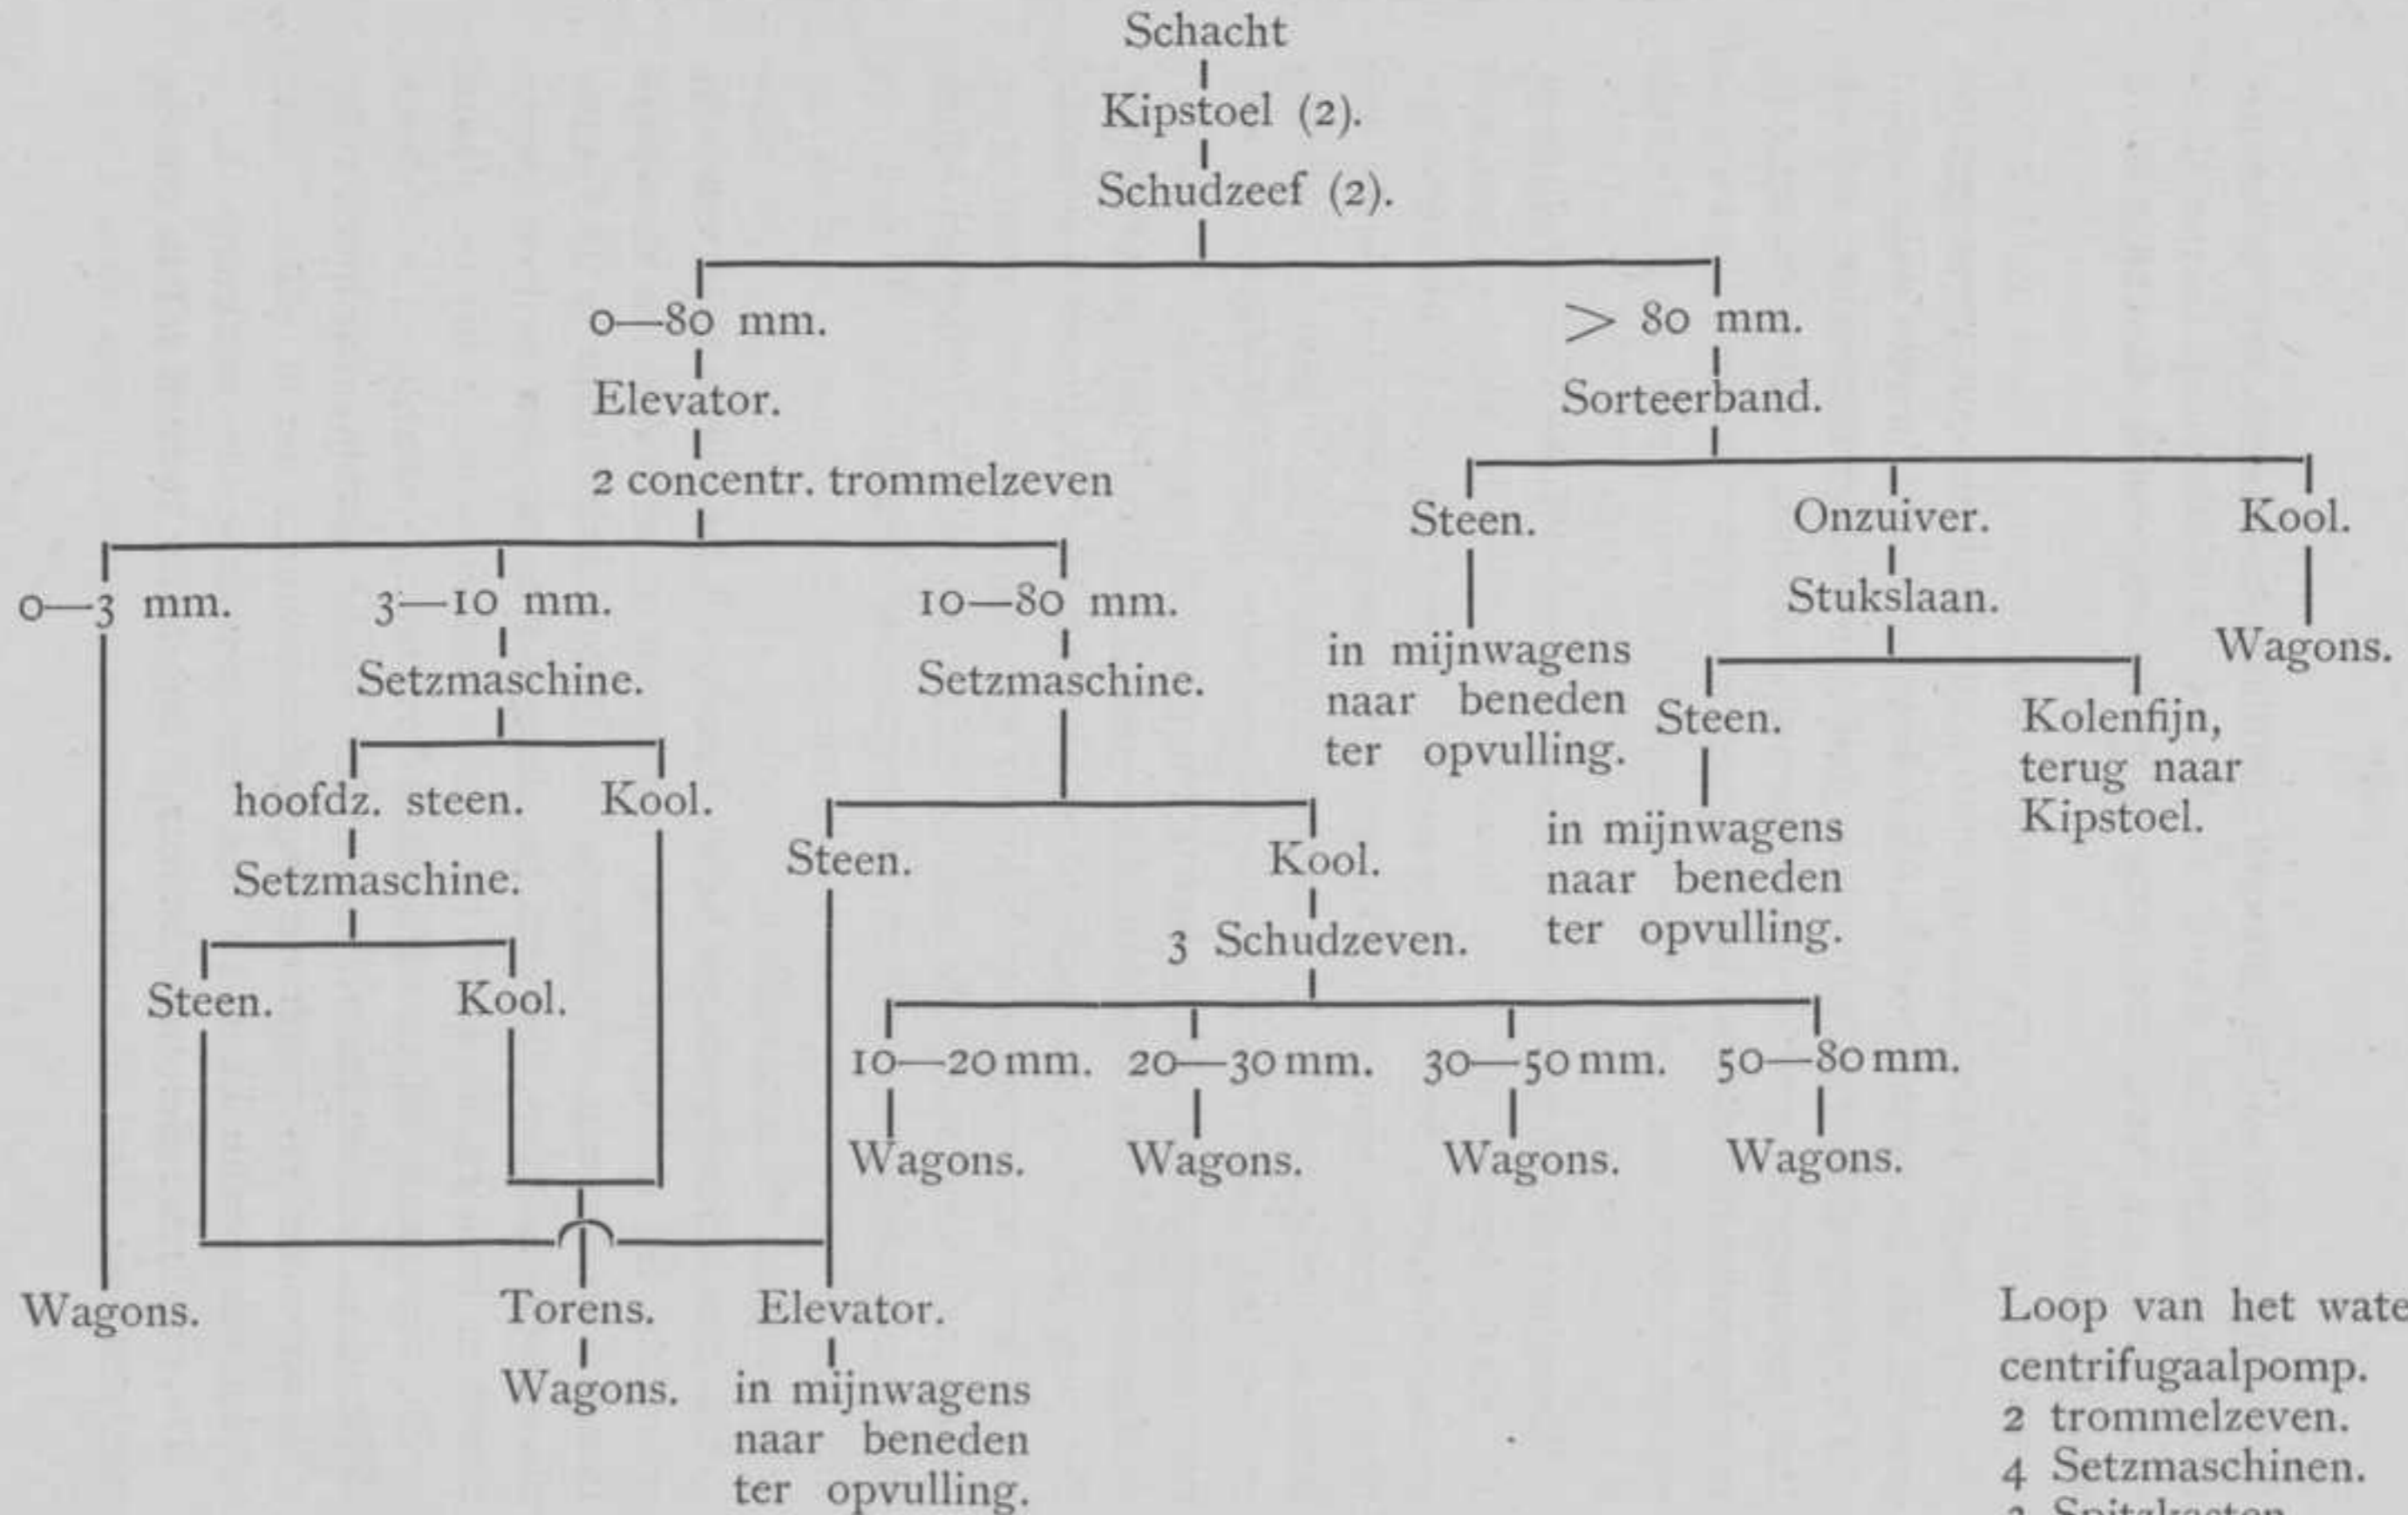 Schacht
Kipstoel (2).
Schudzeef (2).
0—80 mm.
> 80 mm.
Elevator.
Sorteerband.
2 concentr. trommelzeven
Steen.
Onzuiver.
Kool.
0—3 mm.
3—10 mm.
10—80 mm.
Stukslaan.
in mijnwagens
naar beneden
ter opvulling.
Wagons.
Setzmaschine.
Setzmaschine.
Steen.
Kolenfijn,
terug naar
Kipstoel.
hoofdz. steen.
Kool.
in mijnwagens
naar beneden
ter opvulling.
Steen.
Kool.
Setzmaschine.
3 Schudzeven.
Steen.
Kool.
10—20 mm.
20—30 mm.
30—50 mm.
50—80 mm.
Wagons.
Wagons.
Wagons.
Wagons.
Wagons.
Torens.
Elevator.
Wagons.
in mijnwagens
naar beneden
ter opvulling.
Loop van het wate
centrifugaalpomp.
2 trommelzeven.
4 Setzmaschinen.
Spitzkasten